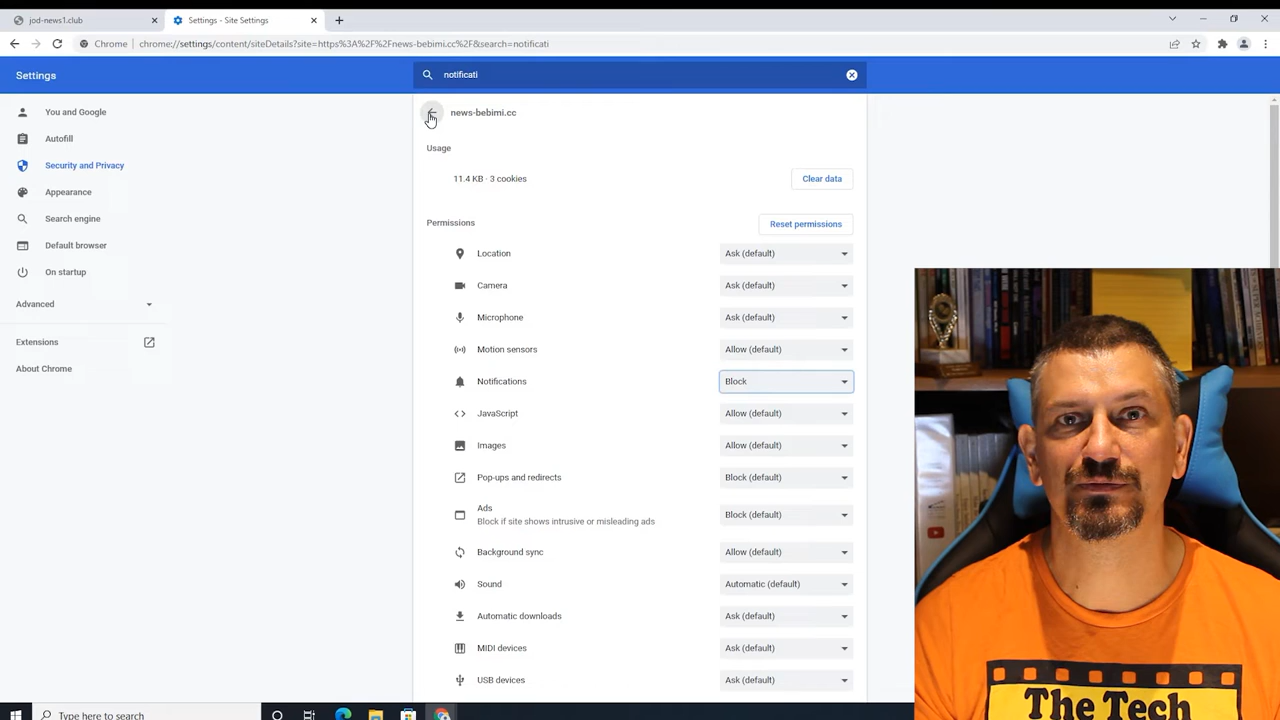 jod-news1.club
Settings - Site Settings
Chrome
chrome://settings/content/siteDetails?site=https%3A%2F%2Fnews-bebimi.cc%2F&search=notificati
Settings
notificati
You and Google
Autofill
Security and Privacy
Appearance
Search engine
Default browser
On startup
Advanced
Extensions
About Chrome
news-bebimi.cc
Usage
11.4 KB · 3 cookies
Clear data
Permissions
Reset permissions
Location
Ask (default)
Camera
Ask (default)
Microphone
Ask (default)
Motion sensors
Allow (default)
Notifications
Block
JavaScript
Allow (default)
Images
Allow (default)
Pop-ups and redirects
Block (default)
Ads
Block if site shows intrusive or misleading ads
Block (default)
Background sync
Allow (default)
Sound
Automatic (default)
Automatic downloads
Ask (default)
MIDI devices
Ask (default)
USB devices
Ask (default)
The Tech
Type here to search